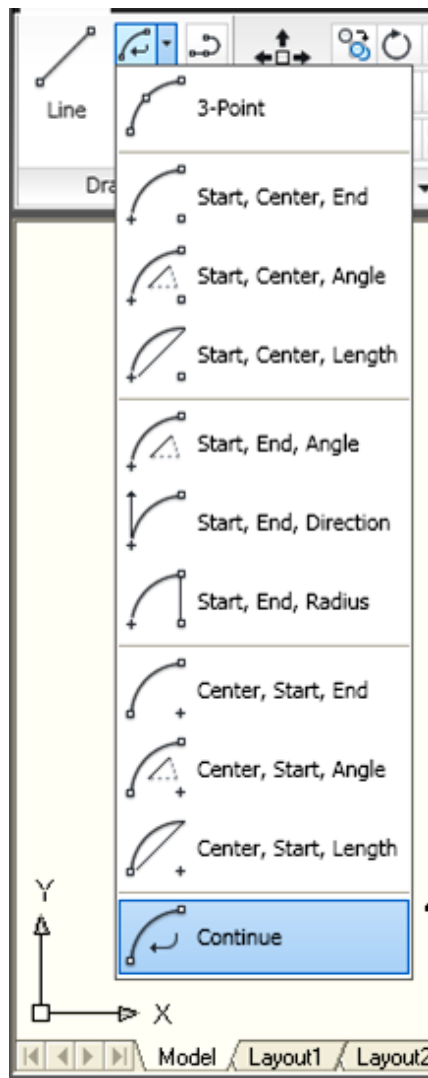 Line
3-Point
Dra
Start, Center, End
Start, Center, Angle
Start, Center, Length
Start, End, Angle
Start, End, Direction
Start, End, Radius
Center, Start, End
Center, Start, Angle
Center, Start, Length
Continue
Y
X
Model Layout1 Layout2